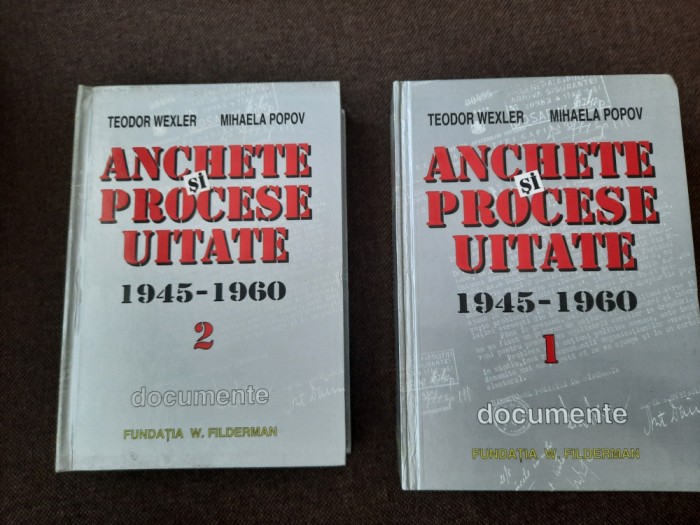 TEODOR WEXLER MIHAELA POPOV
ANCHETE
ȘI
PROCESE
UITATE
1945-1960
2
documente
FUNDAȚIA W. FILDERMAN
TEODOR WEXLER MIHAELA POPOV
ANCHETE
ȘI
PROCESE
UITATE
1945-1960
1
documente
FUNDAȚIA W. FILDERMAN